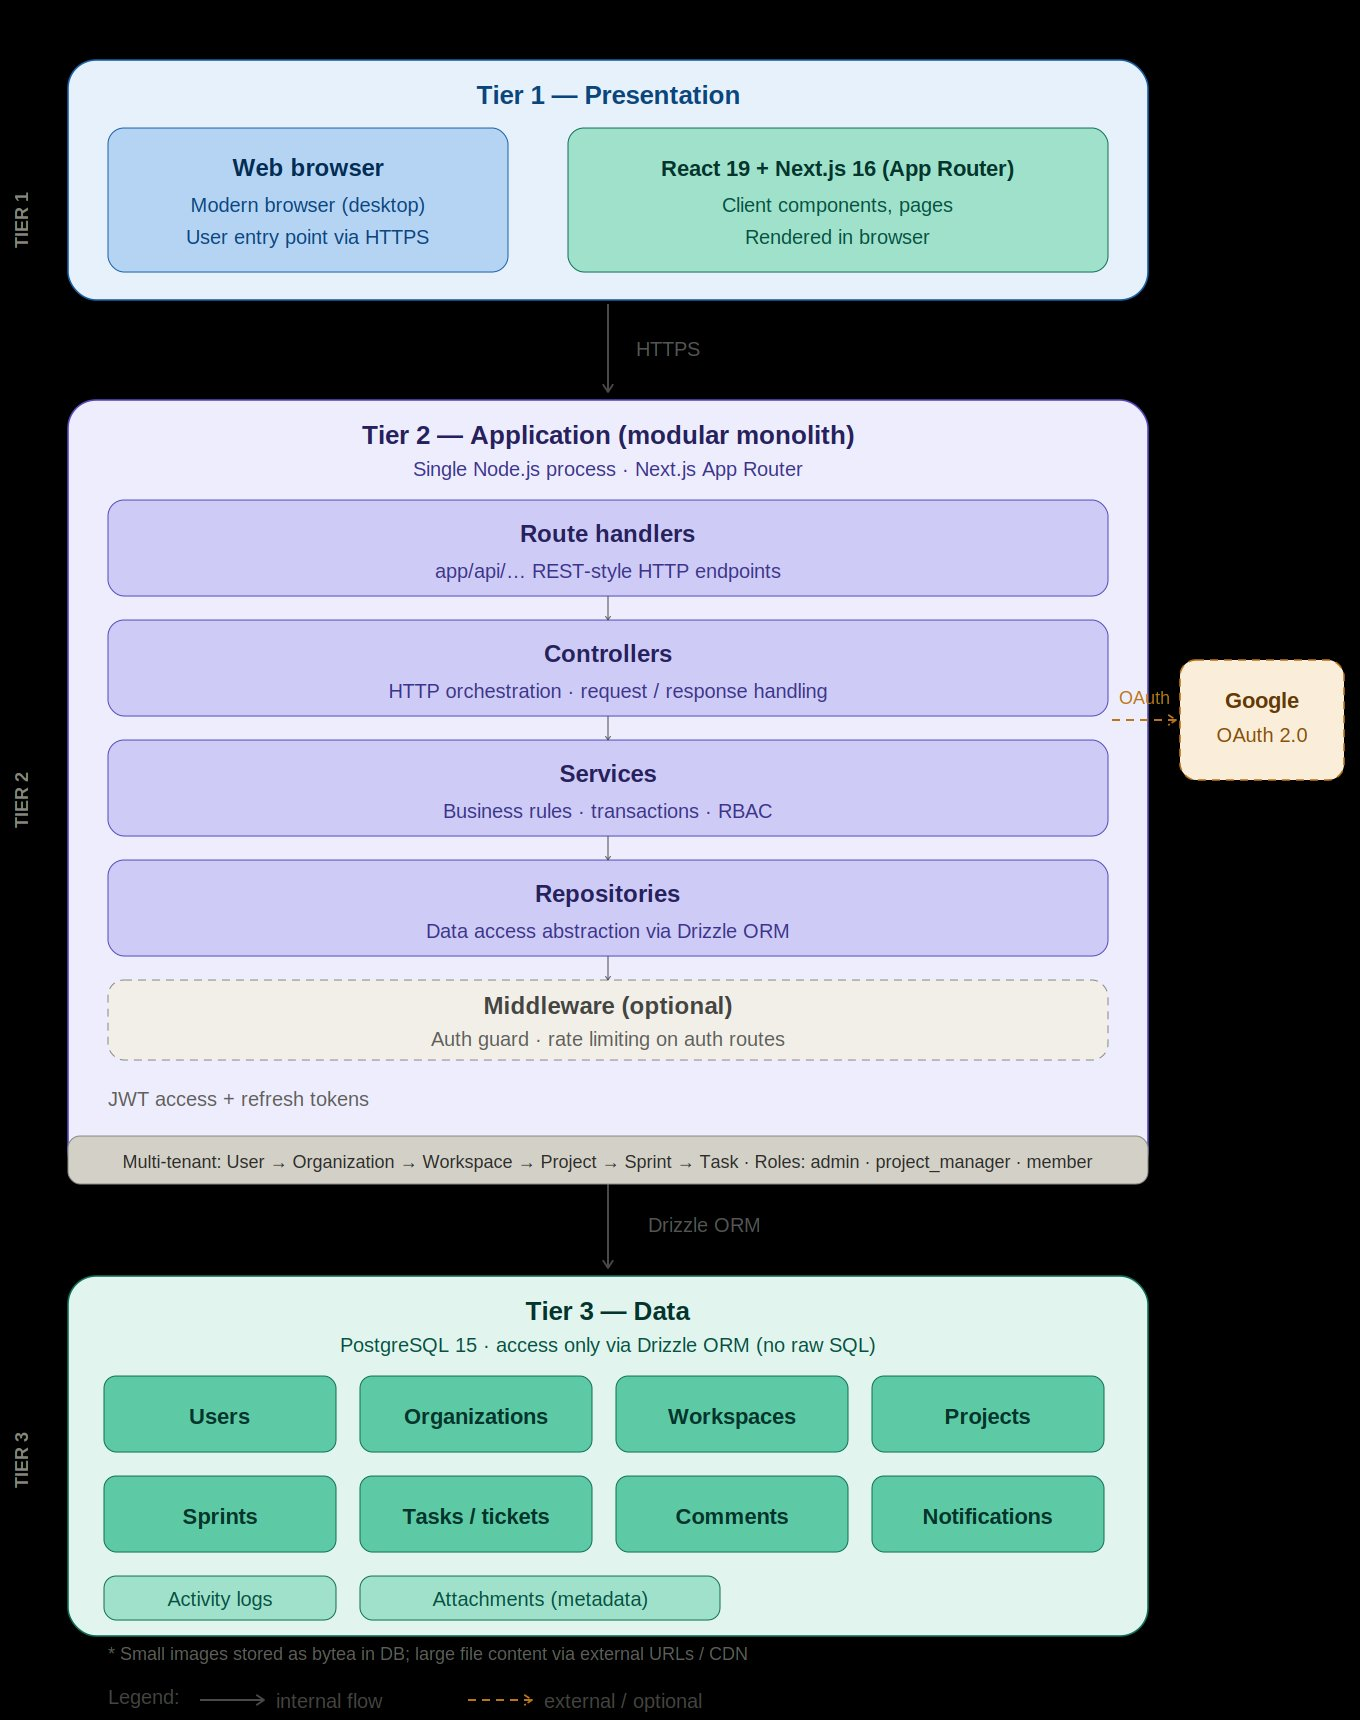 Tier 1 — Presentation
Web browser
Modern browser (desktop)
User entry point via HTTPS
React 19 + Next.js 16 (App Router)
Client components, pages
Rendered in browser
TIER 1
HTTPS
Tier 2 — Application (modular monolith)
Single Node.js process · Next.js App Router
Route handlers
app/api/… REST-style HTTP endpoints
Controllers
HTTP orchestration · request / response handling
OAuth
Google
OAuth 2.0
Services
Business rules · transactions · RBAC
TIER 2
Repositories
Data access abstraction via Drizzle ORM
Middleware (optional)
Auth guard · rate limiting on auth routes
JWT access + refresh tokens
Multi-tenant: User → Organization → Workspace → Project → Sprint → Task · Roles: admin · project_manager · member
Drizzle ORM
Tier 3 — Data
PostgreSQL 15 · access only via Drizzle ORM (no raw SQL)
Users
Organizations
Workspaces
Projects
TIER 3
Sprints
Tasks / tickets
Comments
Notifications
Activity logs
Attachments (metadata)
* Small images stored as bytea in DB; large file content via external URLs / CDN
Legend:
internal flow
external / optional